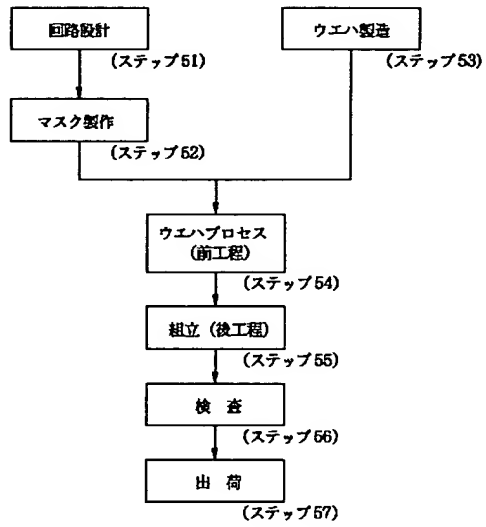 回路設計
(ステップ51)
ウエハ製造
(ステップ53)
マスク製作
(ステップ52)
ウエハプロセス
(前工程)
(ステップ54)
組立(後工程)
(ステップ55)
検 査
(ステップ56)
出 荷
(ステップ57)